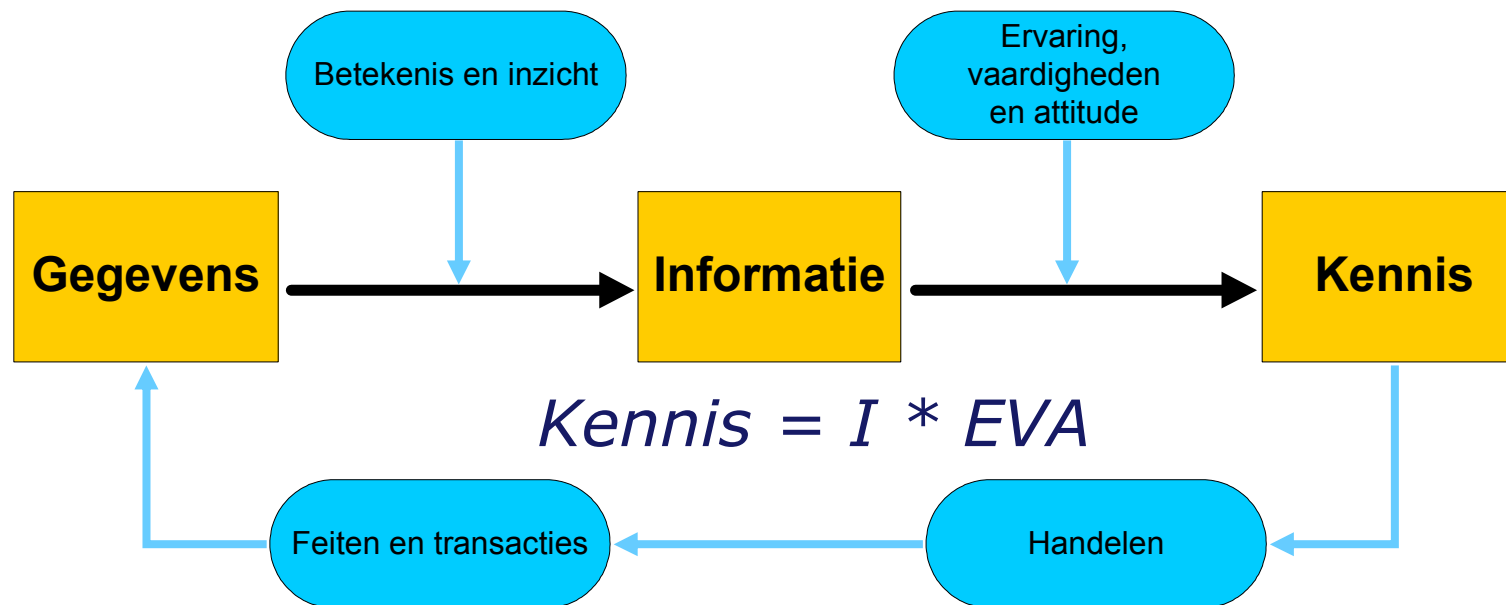 Betekenis en inzicht
Ervaring,
vaardigheden
en attitude
Gegevens
Informatie
Kennis
Kennis = I * EVA
Feiten en transacties
Handelen